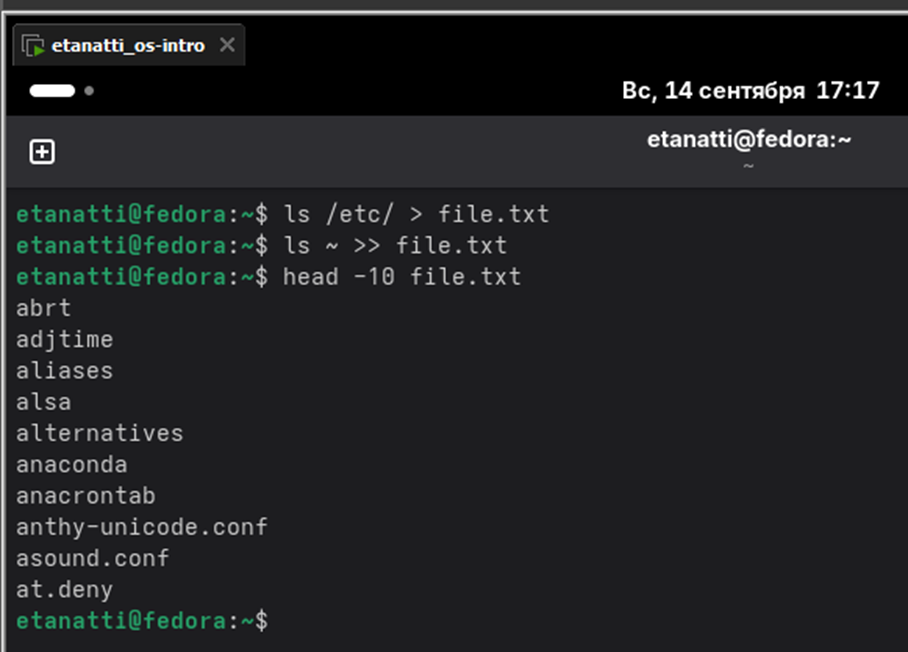 etanatti_os-intro
Вс, 14 сентября 17:17
etanatti@fedora:~
~
etanatti@fedora:~$ ls /etc/ > file.txt
etanatti@fedora:~$ ls ~ >> file.txt
etanatti@fedora:~$ head -10 file.txt
abrt
adjtime
aliases
alsa
alternatives
anaconda
anacrontab
anthy-unicode.conf
asound.conf
at.deny
etanatti@fedora:~$